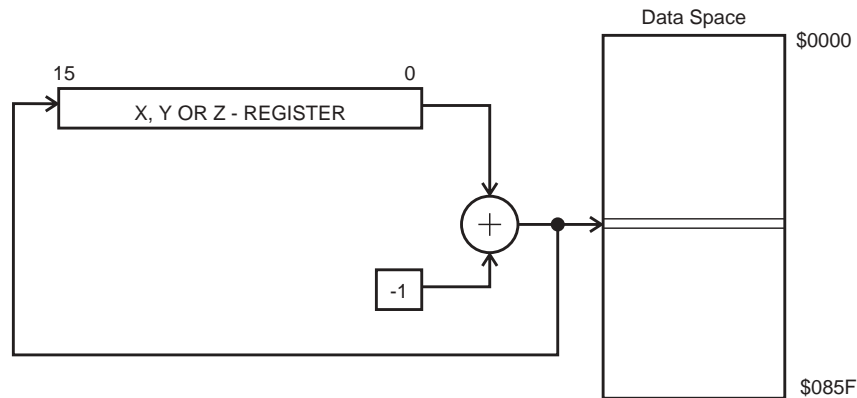 Data Space
$0000
15 0
X, Y OR Z - REGISTER
+
-1
$085F